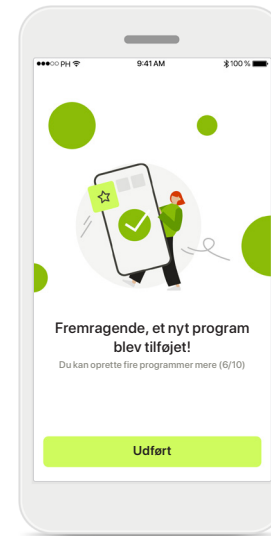 ●●●○○ PH 9:41 AM 100 %
Fremragende, et nyt program
blev tilføjet!
Du kan oprette fire programmer mere (6/10)
Udført